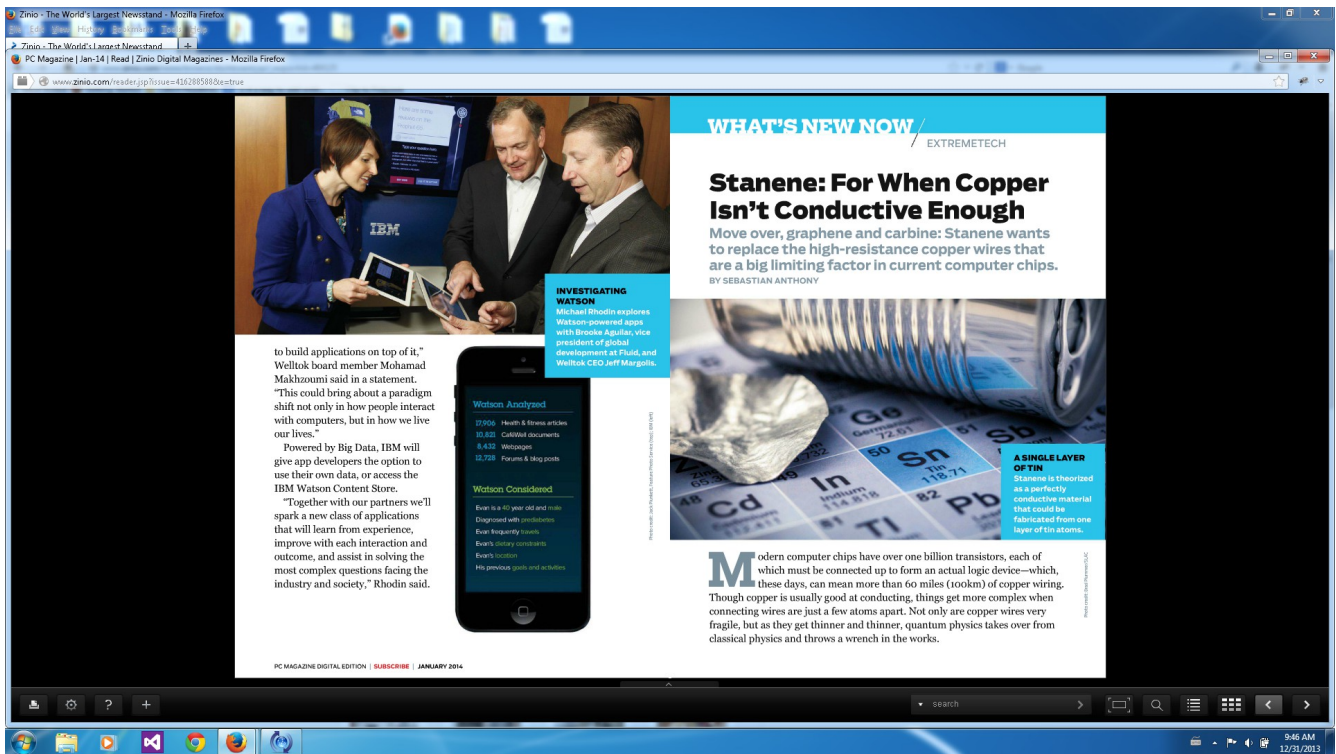 Zinio - The World's Largest Newsstand - Mozilla Firefox
Zinio - The World's Largest Newsstand
PC Magazine | Jan-14 | Read | Zinio Digital Magazines - Mozilla Firefox
www.zinio.com/reader.jsp?issue=416288588&e=true
IBM
INVESTIGATING
WATSON
Michael Rhodin explores
Watson-powered apps
with Brooke Aguilar, vice
president of global
development at Fluid, and
Welltok CEO Jeff Margolis.
to build applications on top of it,”
Welltok board member Mohamad
Makhzoumi said in a statement.
“This could bring about a paradigm
shift not only in how people interact
with computers, but in how we live
our lives.”
Powered by Big Data, IBM will
give app developers the option to
use their own data, or access the
IBM Watson Content Store.
“Together with our partners we’ll
spark a new class of applications
that will learn from experience,
improve with each interaction and
outcome, and assist in solving the
most complex questions facing the
industry and society,” Rhodin said.
Watson Analyzed
17,906 Health & fitness articles
10,821 CaféWell documents
8,432 Webpages
12,728 Forums & blog posts
Watson Considered
Evan is a 40 year old and male
Diagnosed with prediabetes
Evan frequently travels
Evan's dietary constraints
Evan's location
His previous goals and activities
PC MAGAZINE DIGITAL EDITION | SUBSCRIBE | JANUARY 2014
WHAT'S NEW NOW
EXTREMETECH
Stanene: For When Copper
Isn’t Conductive Enough
Move over, graphene and carbine: Stanene wants
to replace the high-resistance copper wires that
are a big limiting factor in current computer chips.
BY SEBASTIAN ANTHONY
Ge
72.61
50
Sn
Tin
118.71
Sb
48
Cd
In
Indium
114.818
82
Pb
81
Tl
A SINGLE LAYER
OF TIN
Stanene is theorized
as a perfectly
conductive material
that could be
fabricated from one
layer of tin atoms.
Modern computer chips have over one billion transistors, each of
which must be connected up to form an actual logic device—which,
these days, can mean more than 60 miles (100km) of copper wiring.
Though copper is usually good at conducting, things get more complex when
connecting wires are just a few atoms apart. Not only are copper wires very
fragile, but as they get thinner and thinner, quantum physics takes over from
classical physics and throws a wrench in the works.
search
9:46 AM
12/31/2013